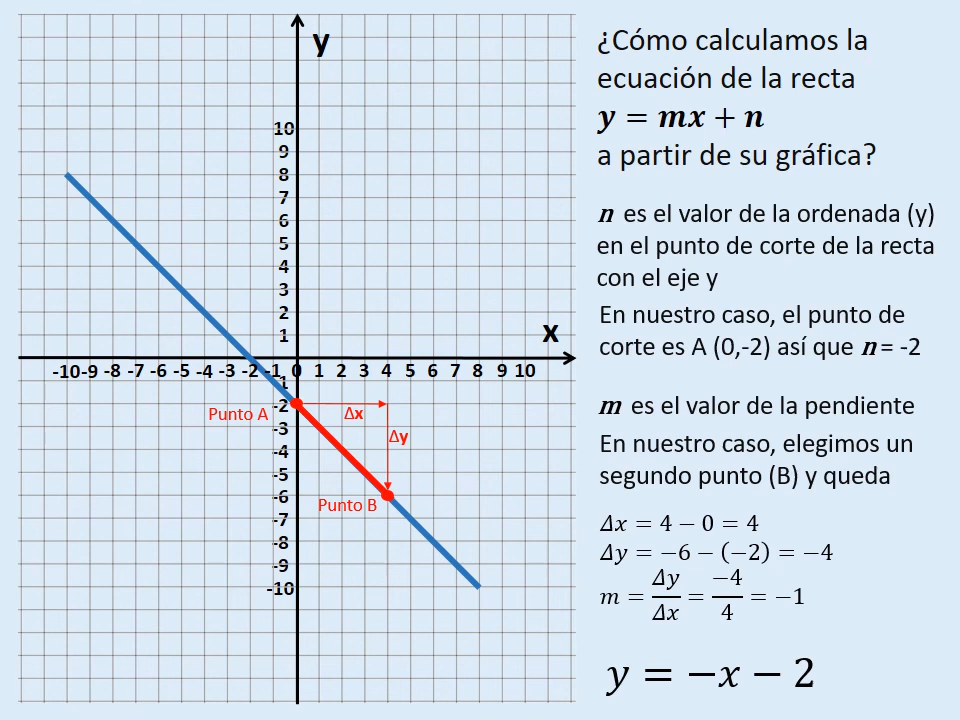 y
10
9
8
7
6
5
4
3
2
1
x
-10 -9 -8 -7 -6 -5 -4 -3 -2 -1 0 1 2 3 4 5 6 7 8 9 10
-1
-2
-3
-4
-5
-6
-7
-8
-9
-10
Punto A
Δx
Δy
Punto B
¿Cómo calculamos la
ecuación de la recta
y = mx + n
a partir de su gráfica?
n es el valor de la ordenada (y)
en el punto de corte de la recta
con el eje y
En nuestro caso, el punto de
corte es A (0,-2) así que n = -2
m es el valor de la pendiente
En nuestro caso, elegimos un
segundo punto (B) y queda
Δx = 4 − 0 = 4
Δy = −6 − (−2) = −4
m = Δy/Δx = −4/4 = −1
y = −x − 2